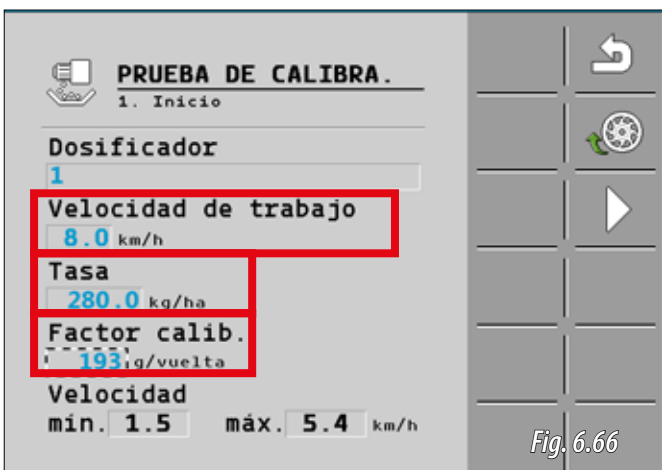 PRUEBA DE CALIBRA.
1. Inicio
Dosificador
1
Velocidad de trabajo
8.0 km/h
Tasa
280.0 kg/ha
Factor calib.
193 g/vuelta
Velocidad
mín. 1.5 máx. 5.4 km/h
Fig. 6.66